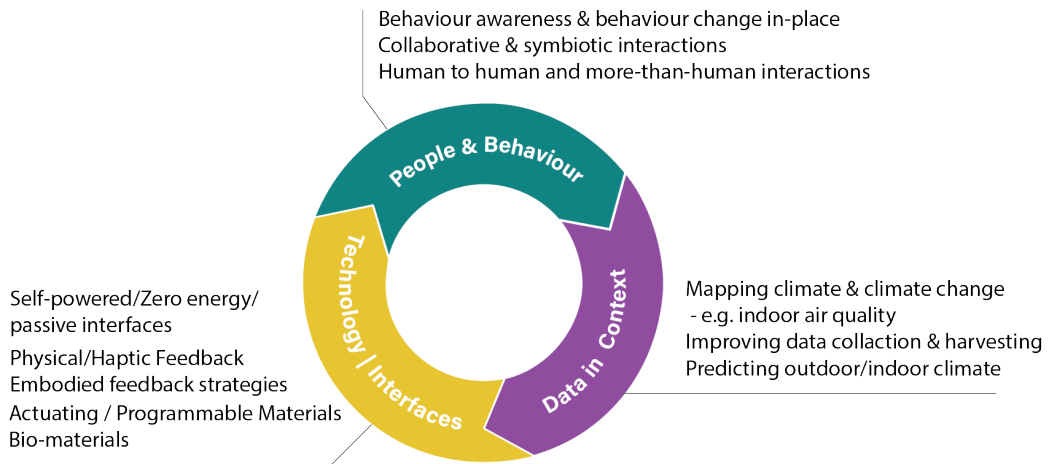 Behaviour awareness & behaviour change in-place
Collaborative & symbiotic interactions
Human to human and more-than-human interactions
People & Behaviour
Technology | Interfaces
Data in Context
Self-powered/Zero energy/
passive interfaces
Physical/Haptic Feedback
Embodied feedback strategies
Actuating / Programmable Materials
Bio-materials
Mapping climate & climate change
- e.g. indoor air quality
Improving data collaction & harvesting
Predicting outdoor/indoor climate